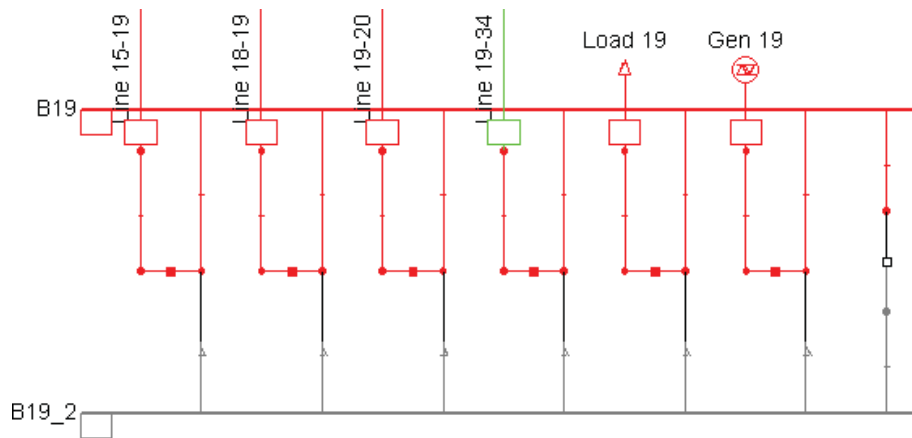 Line 15-19
Line 18-19
Line 19-20
Line 19-34
Load 19
Gen 19
B19
B19_2